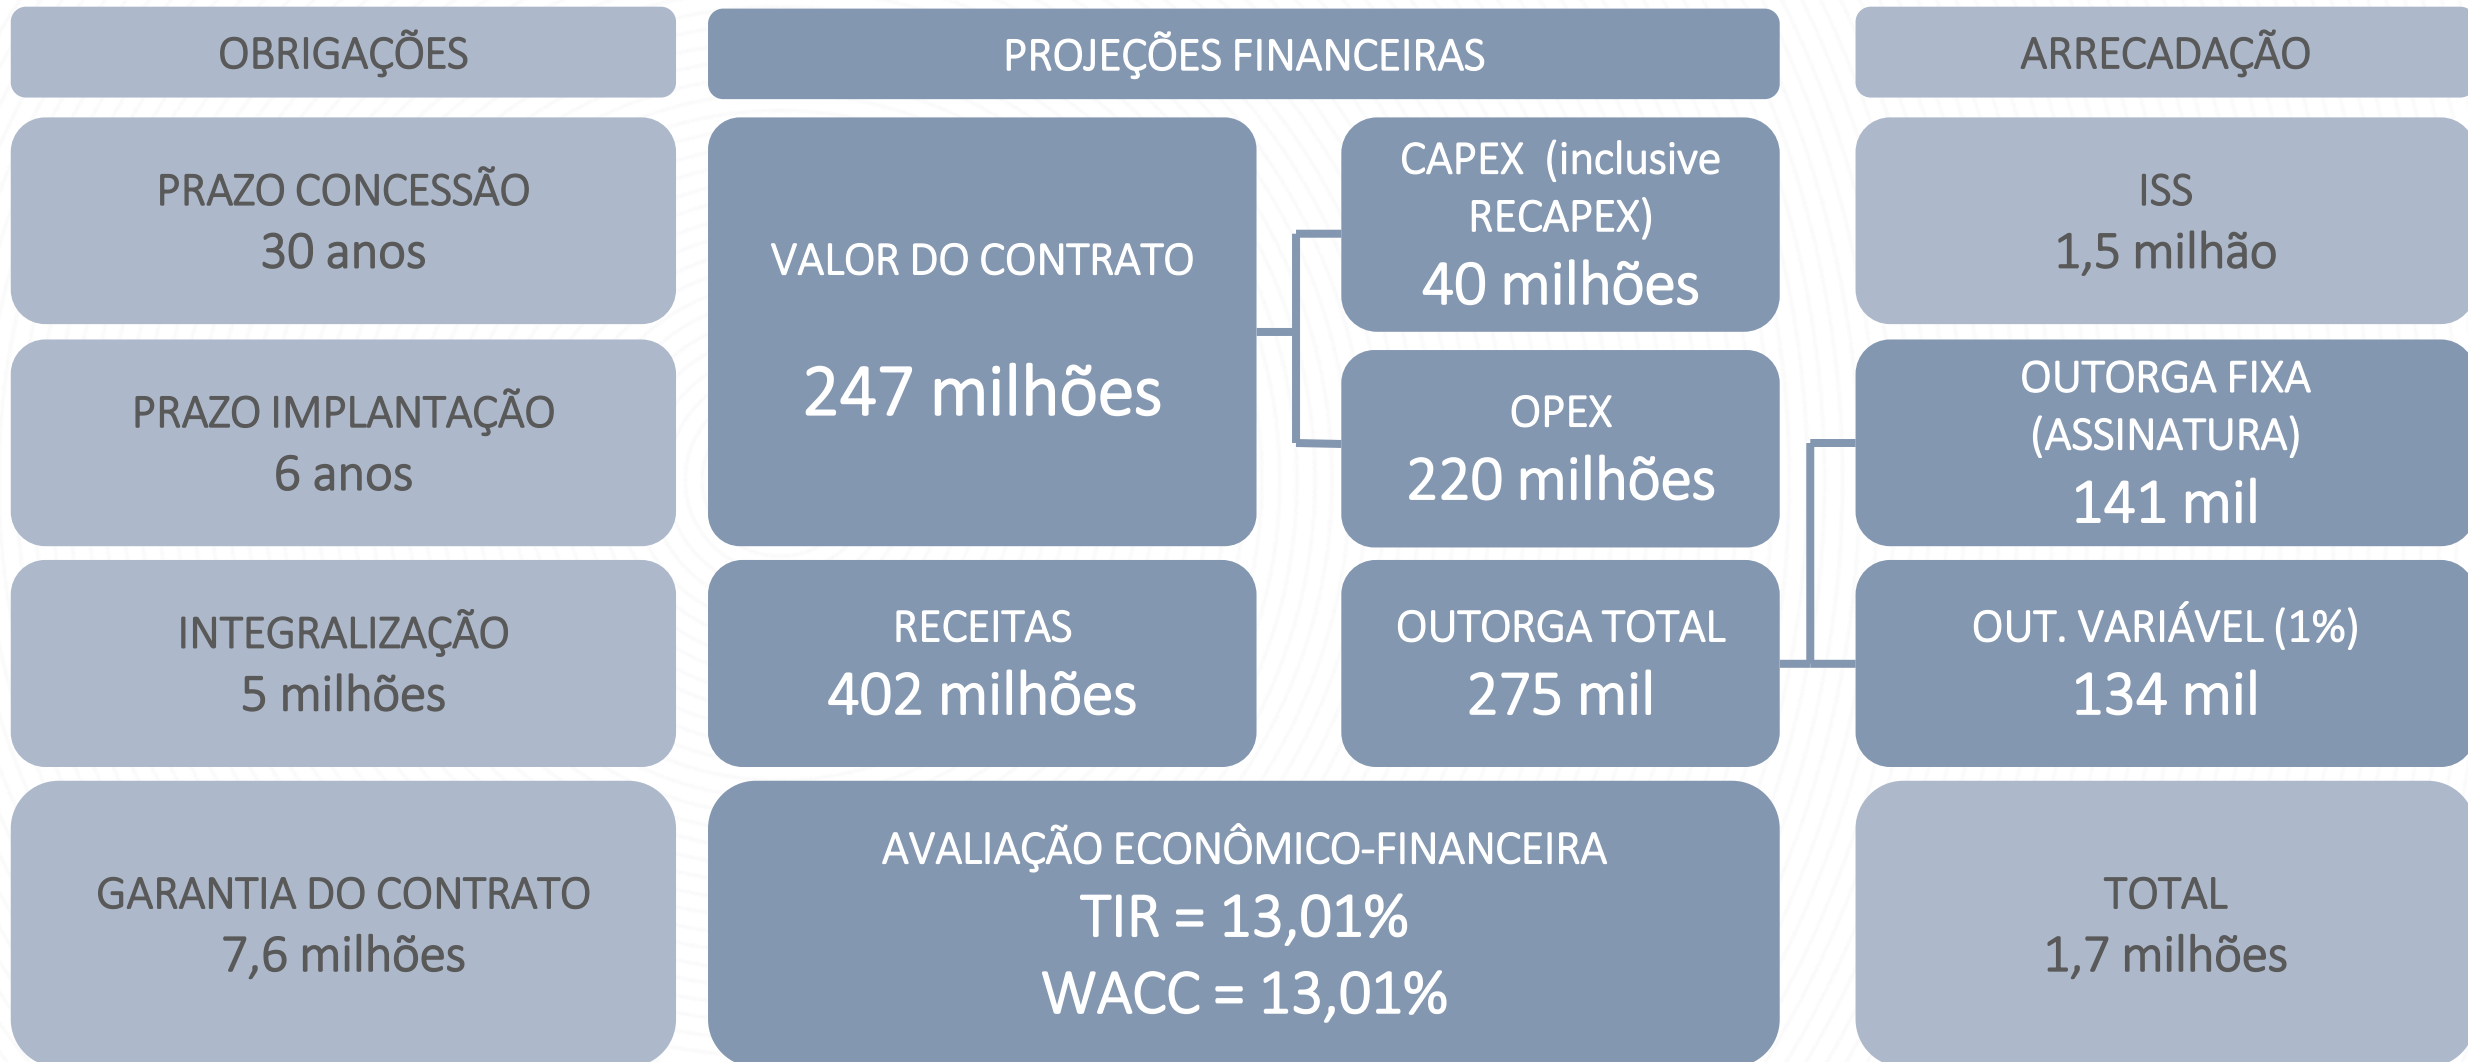 OBRIGAÇÕES
PRAZO CONCESSÃO
30 anos
PRAZO IMPLANTAÇÃO
6 anos
INTEGRALIZAÇÃO
5 milhões
GARANTIA DO CONTRATO
7,6 milhões
PROJEÇÕES FINANCEIRAS
VALOR DO CONTRATO
247 milhões
CAPEX (inclusive
RECAPEX)
40 milhões
OPEX
220 milhões
RECEITAS
402 milhões
OUTORGA TOTAL
275 mil
AVALIAÇÃO ECONÔMICO-FINANCEIRA
TIR = 13,01%
WACC = 13,01%
ARRECADAÇÃO
ISS
1,5 milhão
OUTORGA FIXA
(ASSINATURA)
141 mil
OUT. VARIÁVEL (1%)
134 mil
TOTAL
1,7 milhões